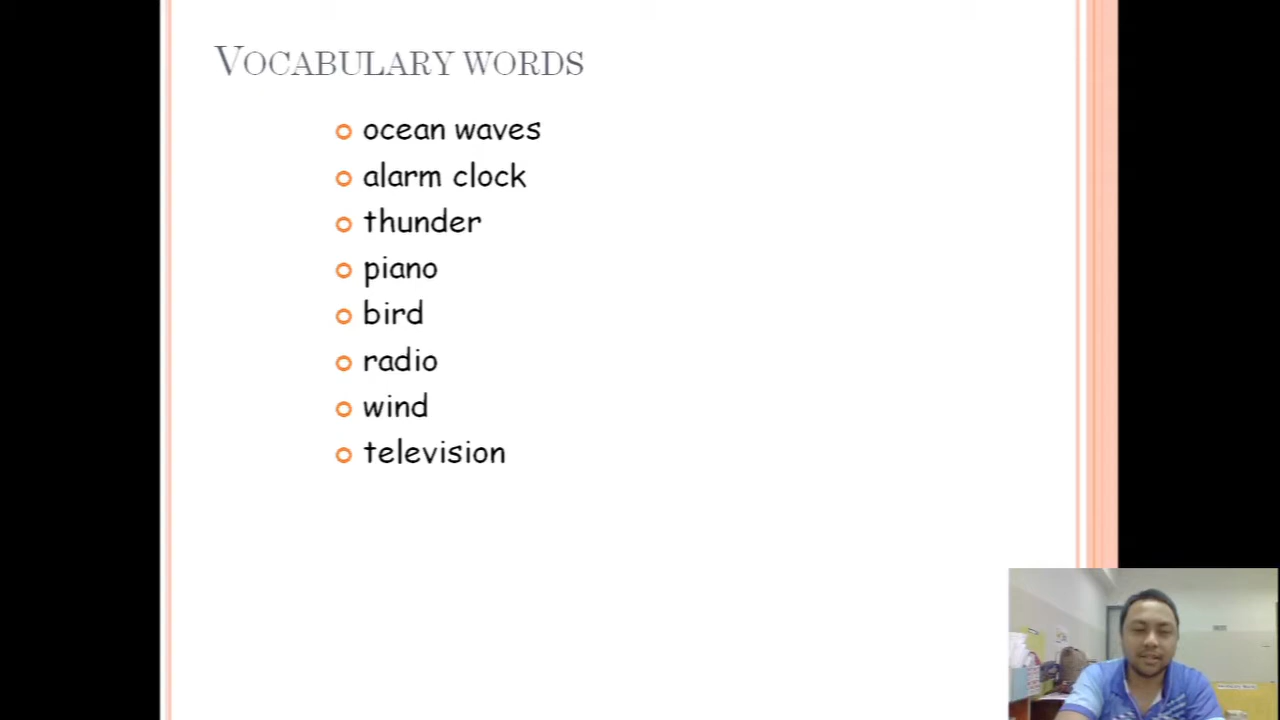 VOCABULARY WORDS
ocean waves
alarm clock
thunder
piano
bird
radio
wind
television